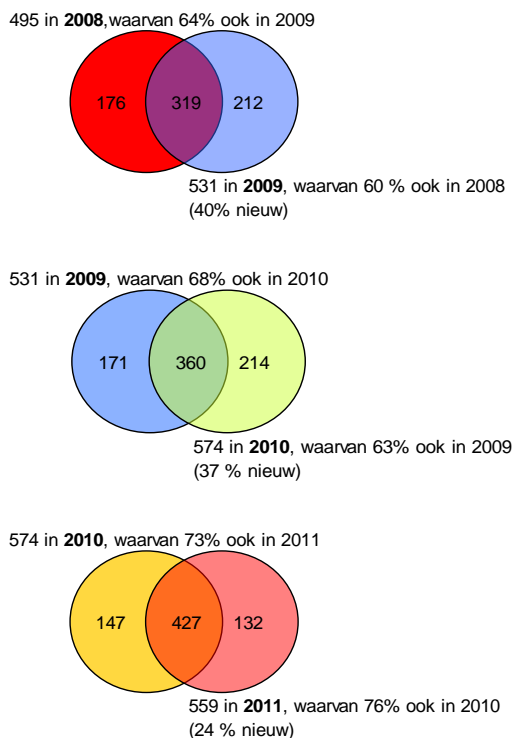 495 in 2008,waarvan 64% ook in 2009
176 319 212
531 in 2009, waarvan 60 % ook in 2008
(40% nieuw)
531 in 2009, waarvan 68% ook in 2010
171 360 214
574 in 2010, waarvan 63% ook in 2009
(37 % nieuw)
574 in 2010, waarvan 73% ook in 2011
147 427 132
559 in 2011, waarvan 76% ook in 2010
(24 % nieuw)